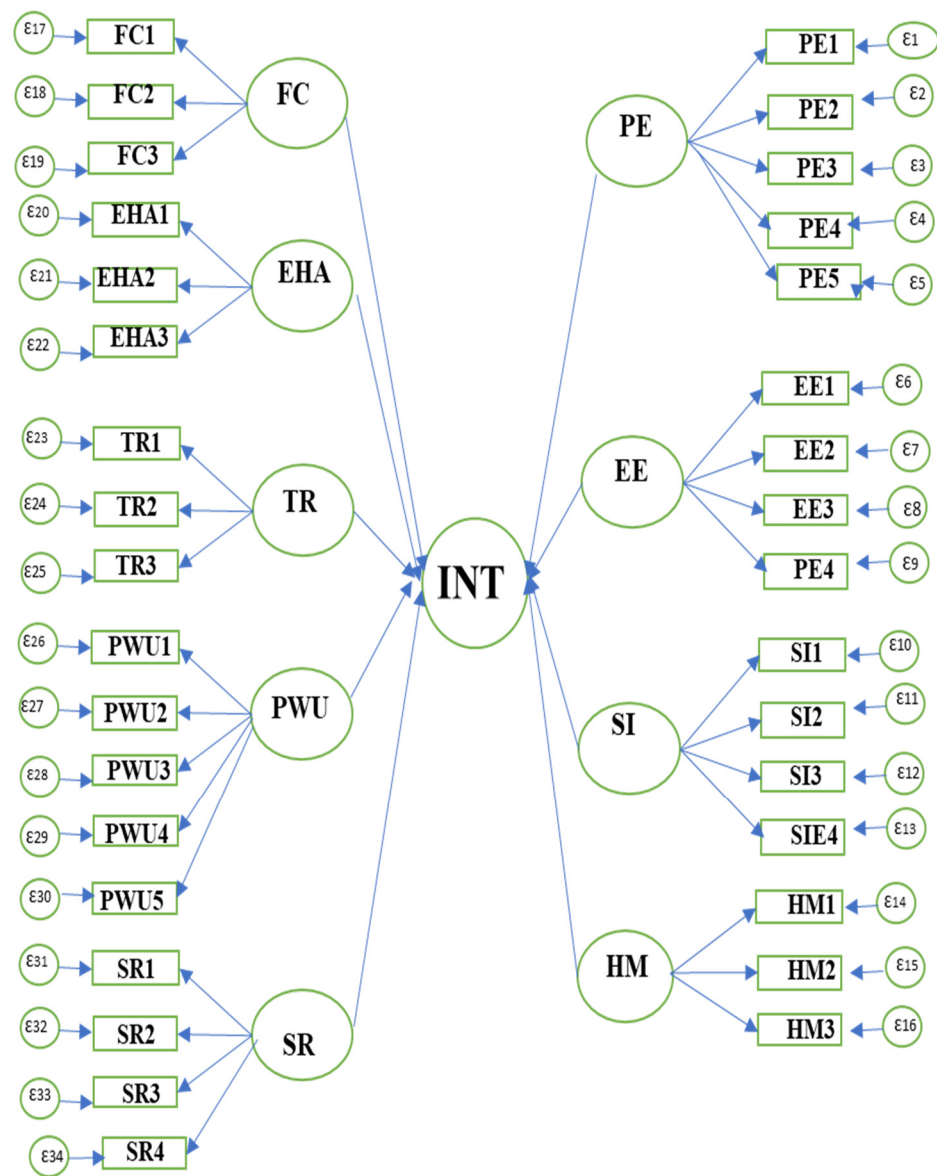 ε17 FC1
FC
ε18 FC2
ε19 FC3
ε20 EHA1
EHA
ε21 EHA2
ε22 EHA3
ε23 TR1
TR
ε24 TR2
ε25 TR3
ε26 PWU1
PWU
ε27 PWU2
ε28 PWU3
ε29 PWU4
ε30 PWU5
ε31 SR1
SR
ε32 SR2
ε33 SR3
ε34 SR4
INT
PE1 ε1
PE
PE2 ε2
PE3 ε3
PE4 ε4
PE5 ε5
EE1 ε6
EE
EE2 ε7
EE3 ε8
PE4 ε9
SI1 ε10
SI
SI2 ε11
SI3 ε12
SIE4 ε13
HM1 ε14
HM
HM2 ε15
HM3 ε16